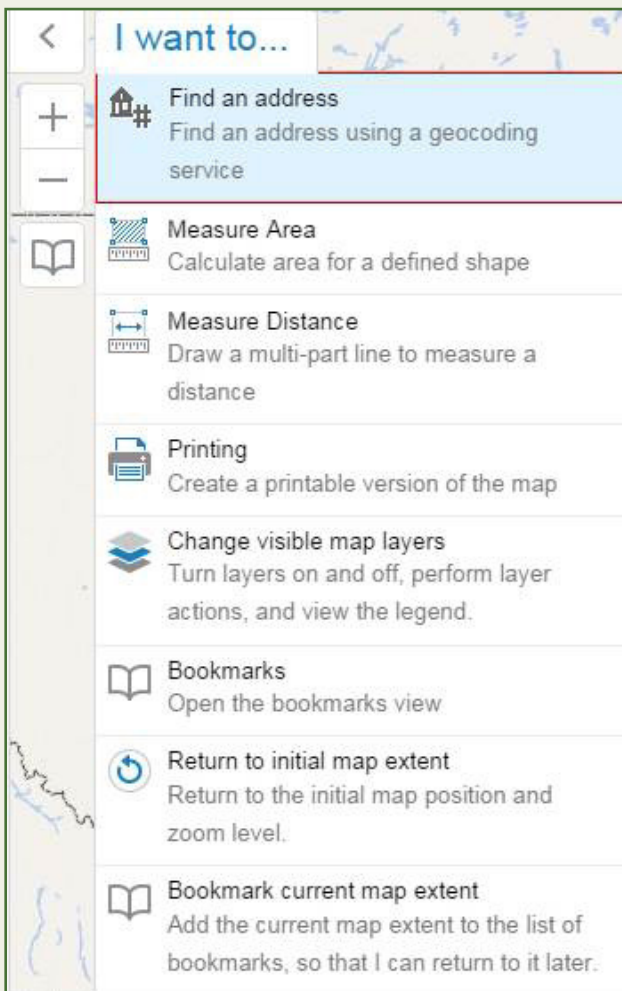 I want to...
Find an address
Find an address using a geocoding
service
Measure Area
Calculate area for a defined shape
Measure Distance
Draw a multi-part line to measure a
distance
Printing
Create a printable version of the map
Change visible map layers
Turn layers on and off, perform layer
actions, and view the legend.
Bookmarks
Open the bookmarks view
Return to initial map extent
Return to the initial map position and
zoom level.
Bookmark current map extent
Add the current map extent to the list of
bookmarks, so that I can return to it later.